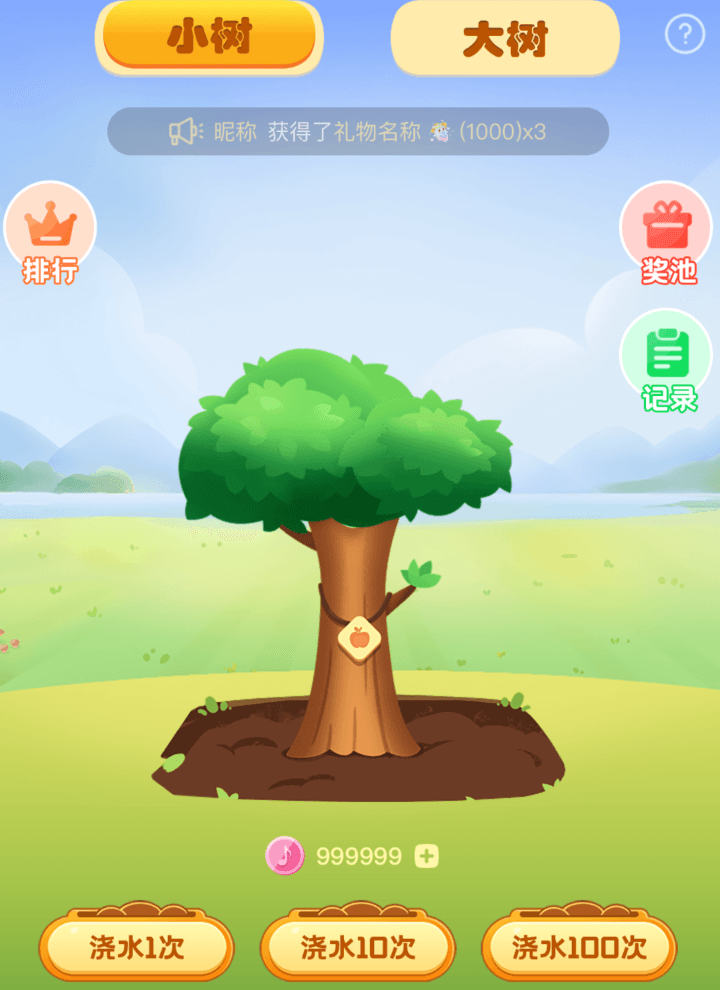 小树
大树
?
昵称 获得了礼物名称 (1000)x3
排行
奖池
记录
999999
浇水1次
浇水10次
浇水100次